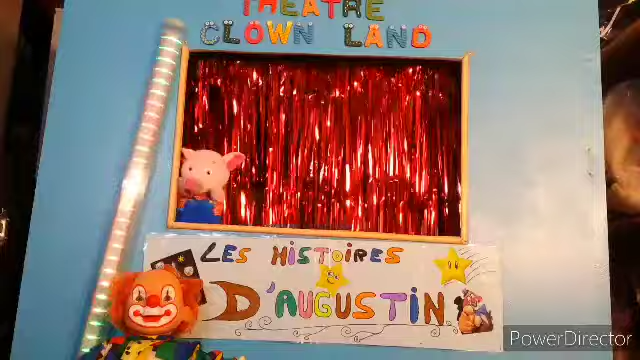 THEATRE
CLOWN LAND
LES HISTOIRES
D'AUGUSTIN
PowerDirector